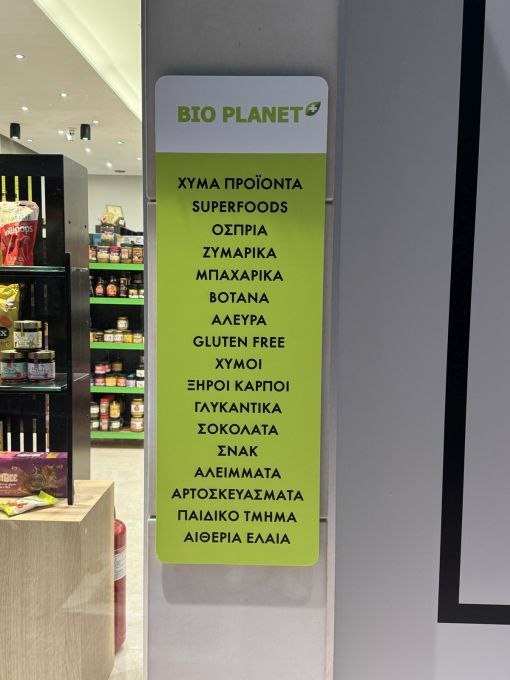 BIO PLANET
ΧΥΜΑ ΠΡΟΪΟΝΤΑ
SUPERFOODS
ΟΣΠΡΙΑ
ΖΥΜΑΡΙΚΑ
ΜΠΑΧΑΡΙΚΑ
ΒΟΤΑΝΑ
ΑΛΕΥΡΑ
GLUTEN FREE
ΧΥΜΟΙ
ΞΗΡΟΙ ΚΑΡΠΟΙ
ΓΛΥΚΑΝΤΙΚΑ
ΣΟΚΟΛΑΤΑ
ΣΝΑΚ
ΑΛΕΙΜΜΑΤΑ
ΑΡΤΟΣΚΕΥΑΣΜΑΤΑ
ΠΑΙΔΙΚΟ ΤΜΗΜΑ
ΑΙΘΕΡΙΑ ΕΛΑΙΑ